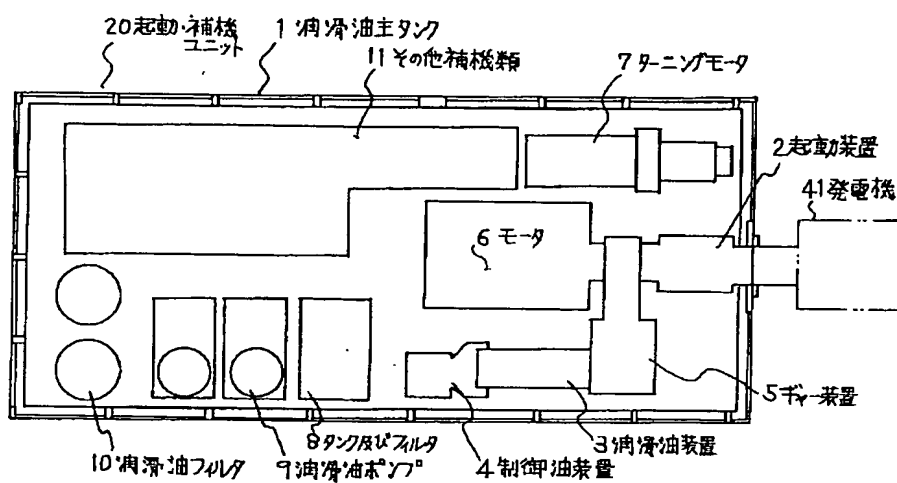 20起動・補機
ユニット
1潤滑油主タンク
11その他補機類
7ターニングモータ
2起動装置
41発電機
6モータ
5ギャー装置
3潤滑油装置
4制御油装置
8タンク及びフィルタ
9潤滑油ポンプ
10潤滑油フィルタ